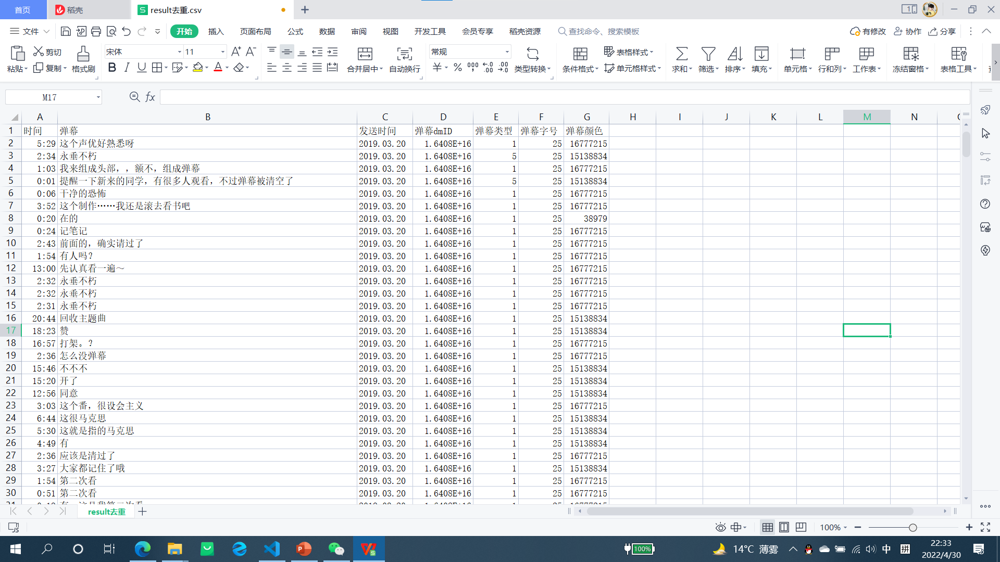 首页 稻壳 result去重.csv
文件 开始 插入 页面布局 公式 数据 审阅 视图 开发工具 会员专享 稻壳资源 查找命令、搜索模板 有修改 协作 分享
粘贴 剪切 复制 格式刷 宋体 11 合并居中 自动换行 常规 类型转换 条件格式 表格样式 单元格样式 求和 筛选 排序 填充 单元格 行和列 工作表 冻结窗格 表格工具
M17 fx
A B C D E F G H I J K L M N
1 时间 弹幕 发送时间 弹幕dmID 弹幕类型 弹幕字号 弹幕颜色
2 5:29 这个声优好熟悉呀 2019.03.20 1.6408E+16 1 25 16777215
3 2:34 永垂不朽 2019.03.20 1.6408E+16 5 25 15138834
4 1:03 我来组成头部，，额不，组成弹幕 2019.03.20 1.6408E+16 1 25 16777215
5 0:01 提醒一下新来的同学，有很多人观看，不过弹幕被清空了 2019.03.20 1.6408E+16 5 25 15138834
6 0:06 干净的恐怖 2019.03.20 1.6408E+16 1 25 16777215
7 3:52 这个制作……我还是滚去看书吧 2019.03.20 1.6408E+16 1 25 16777215
8 0:20 在的 2019.03.20 1.6408E+16 1 25 38979
9 0:24 记笔记 2019.03.20 1.6408E+16 1 25 16777215
10 2:43 前面的，确实请过了 2019.03.20 1.6408E+16 1 25 16777215
11 1:54 有人吗？ 2019.03.20 1.6408E+16 1 25 16777215
12 13:00 先认真看一遍～ 2019.03.20 1.6408E+16 1 25 16777215
13 2:32 永垂不朽 2019.03.20 1.6408E+16 1 25 16777215
14 2:32 永垂不朽 2019.03.20 1.6408E+16 1 25 16777215
15 2:31 永垂不朽 2019.03.20 1.6408E+16 1 25 16777215
16 20:44 回收主题曲 2019.03.20 1.6408E+16 1 25 15138834
17 18:23 赞 2019.03.20 1.6408E+16 1 25 15138834
18 16:57 打架。？ 2019.03.20 1.6408E+16 1 25 16777215
19 2:36 怎么没弹幕 2019.03.20 1.6408E+16 1 25 16777215
20 15:46 不不不 2019.03.20 1.6408E+16 1 25 15138834
21 15:20 开了 2019.03.20 1.6408E+16 1 25 15138834
22 12:56 同意 2019.03.20 1.6408E+16 1 25 15138834
23 3:03 这个番，很设会主义 2019.03.20 1.6408E+16 1 25 16777215
24 6:44 这很马克思 2019.03.20 1.6408E+16 1 25 15138834
25 5:30 这就是指的马克思 2019.03.20 1.6408E+16 1 25 15138834
26 4:49 有 2019.03.20 1.6408E+16 1 25 15138834
27 2:36 应该是清过了 2019.03.20 1.6408E+16 1 25 16777215
28 3:27 大家都记住了哦 2019.03.20 1.6408E+16 1 25 15138834
29 1:54 第二次看 2019.03.20 1.6408E+16 1 25 16777215
30 0:51 第二次看 2019.03.20 1.6408E+16 1 25 16777215
result去重
100%
100% 14°C 薄雾 中 拼 22:33
2022/4/30